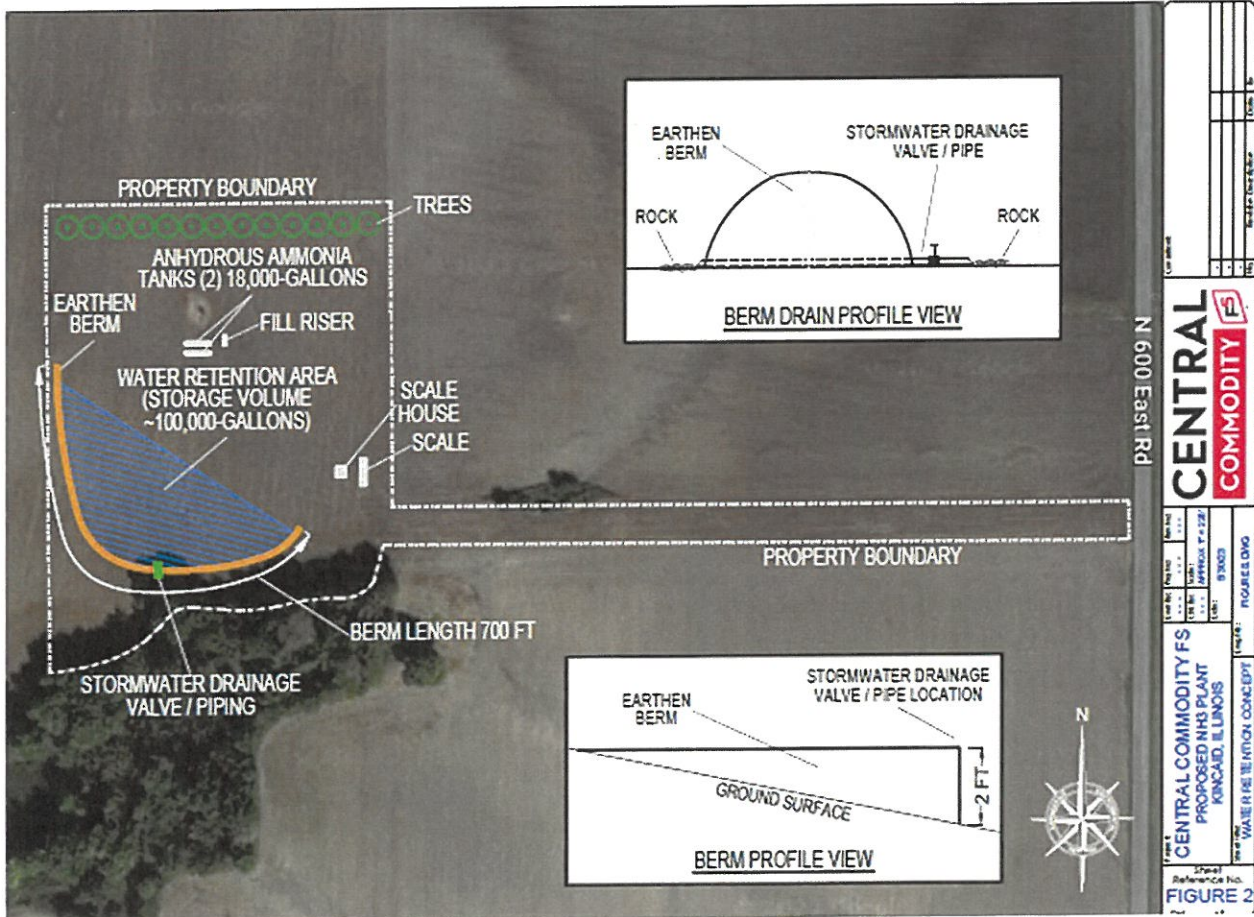 PROPERTY BOUNDARY
TREES
ANHYDROUS AMMONIA
TANKS (2) 18,000-GALLONS
EARTHEN
BERM
FILL RISER
WATER RETENTION AREA
(STORAGE VOLUME
~100,000-GALLONS)
SCALE
HOUSE
SCALE
PROPERTY BOUNDARY
BERM LENGTH 700 FT
STORMWATER DRAINAGE
VALVE / PIPING
N 600 East Rd
EARTHEN
BERM
STORMWATER DRAINAGE
VALVE / PIPE
ROCK
ROCK
BERM DRAIN PROFILE VIEW
STORMWATER DRAINAGE
VALVE / PIPE LOCATION
EARTHEN
BERM
GROUND SURFACE
2 FT
BERM PROFILE VIEW
N
CENTRAL
COMMODITY FS
CENTRAL COMMODITY FS
PROPOSED NH3 PLANT
KINCAID, ILLINOIS
WATER RETENTION CONCEPT
Sheet
Reference No.
FIGURE 2